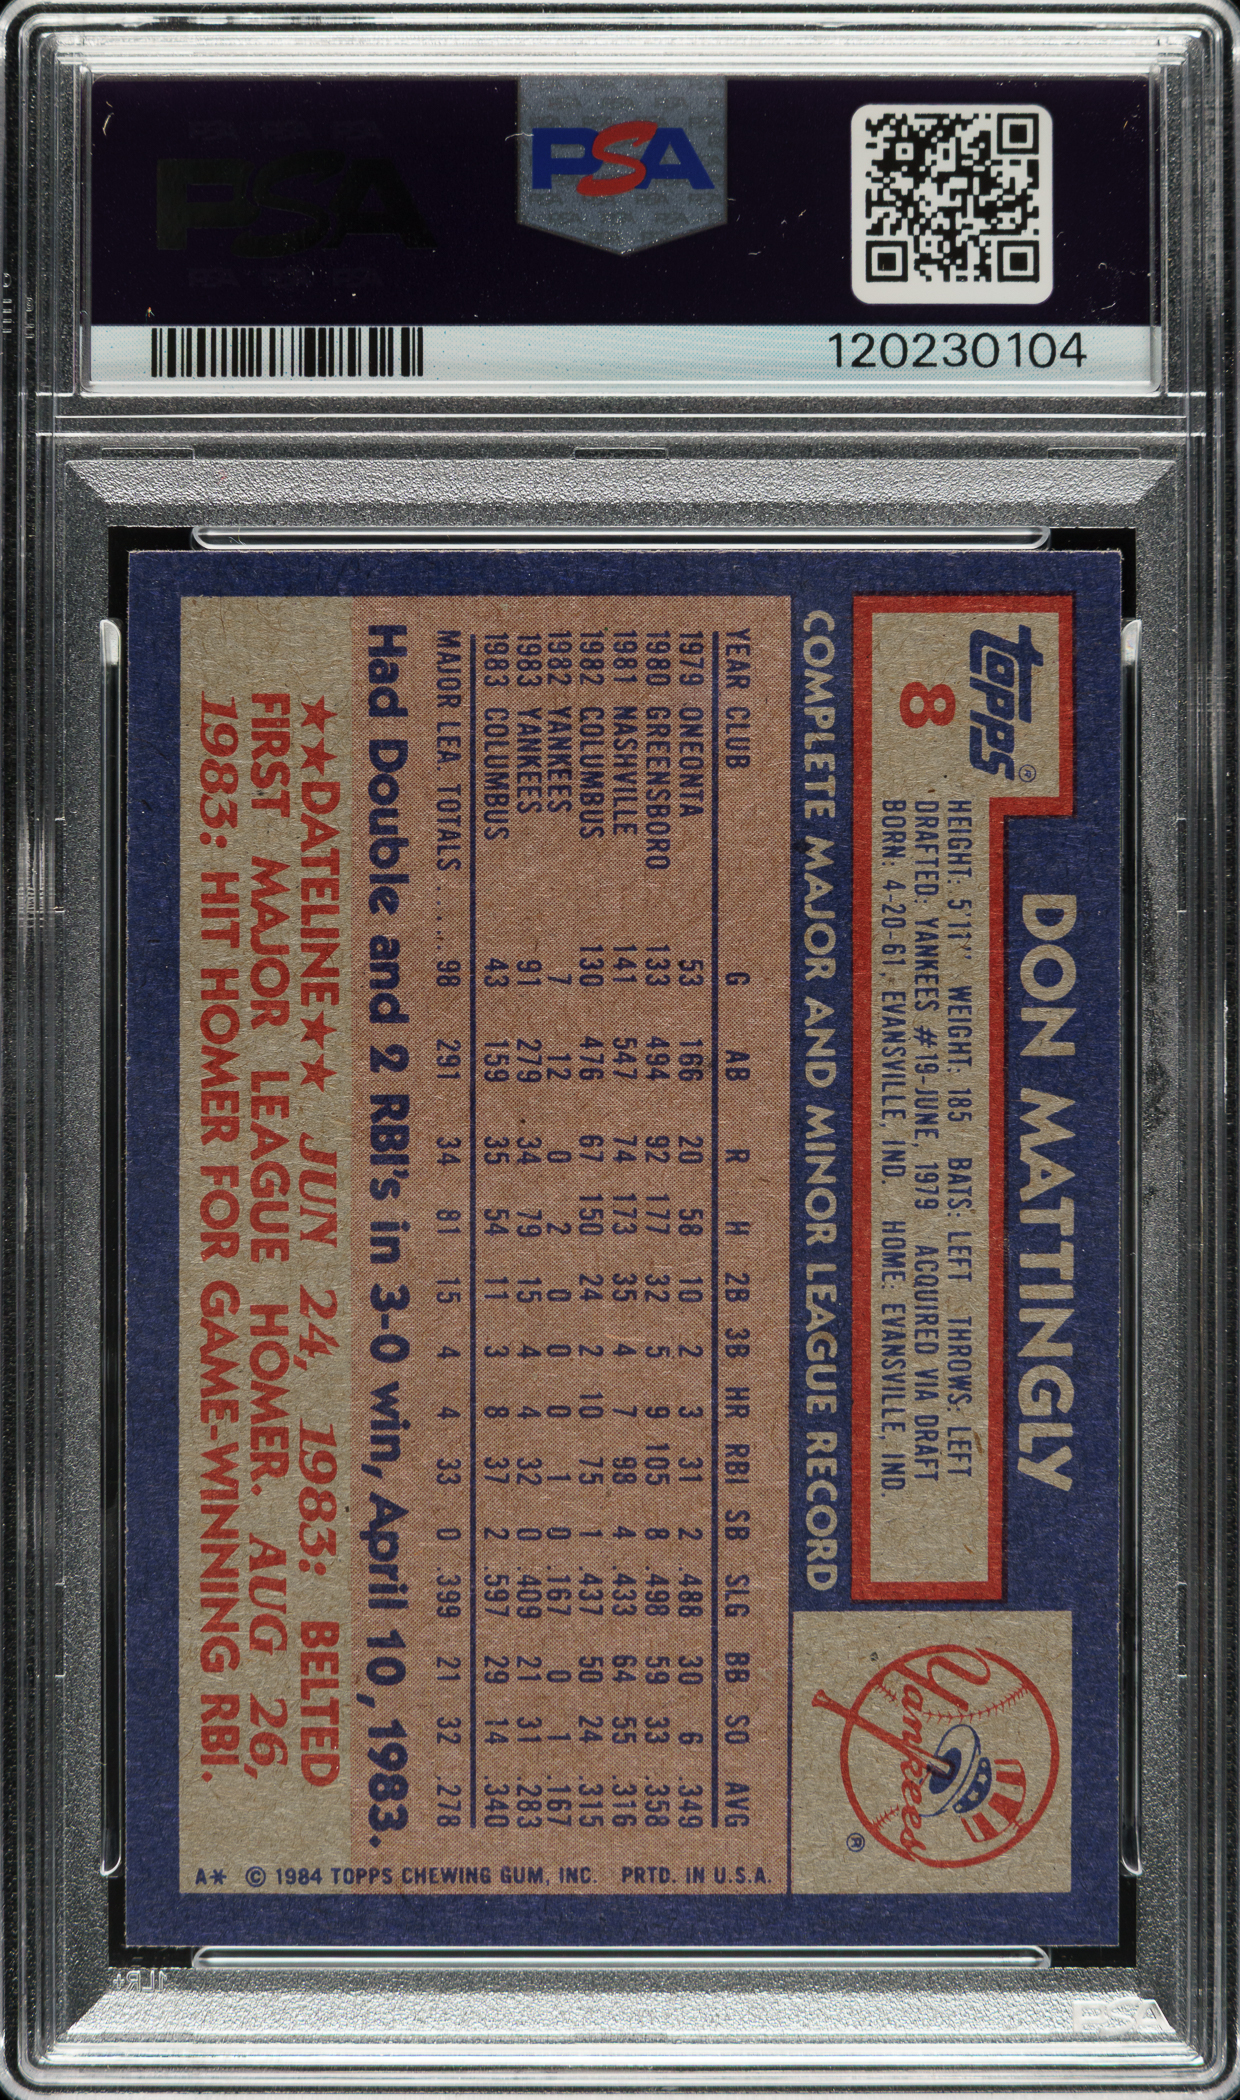 PSA
PSA
120230104
topps®
8
DON MATTINGLY
HEIGHT: 5'11" WEIGHT: 185 BATS: LEFT THROWS: LEFT
DRAFTED: YANKEES #19-JUNE, 1979 ACQUIRED VIA DRAFT
BORN: 4-20-61, EVANSVILLE, IND. HOME: EVANSVILLE, IND.
Yankees ®
COMPLETE MAJOR AND MINOR LEAGUE RECORD
YEAR CLUB G AB R H 2B 3B HR RBI SB SLG BB SO AVG
1979 ONEONTA 53 166 20 58 10 2 3 31 2 .488 30 6 .349
1980 GREENSBORO 133 494 92 177 32 5 9 105 8 .498 59 33 .358
1981 NASHVILLE 141 547 74 173 35 4 7 98 4 .433 64 55 .316
1982 COLUMBUS 130 476 67 150 24 2 10 75 1 .437 50 24 .315
1982 YANKEES 7 12 0 2 0 0 0 1 0 .167 0 1 .167
1983 YANKEES 91 279 34 79 15 4 4 32 0 .409 21 31 .283
1983 COLUMBUS 43 159 35 54 11 3 8 37 2 .597 29 14 .340
MAJOR LEA. TOTALS ...... 98 291 34 81 15 4 4 33 0 .399 21 32 .278
Had Double and 2 RBI's in 3-0 win, April 10, 1983.
★★DATELINE★★ JUN 24, 1983: BELTED
FIRST MAJOR LEAGUE HOMER. AUG 26,
1983: HIT HOMER FOR GAME-WINNING RBI.
A* © 1984 TOPPS CHEWING GUM, INC. PRTD. IN U.S.A.
1LR+
PSA